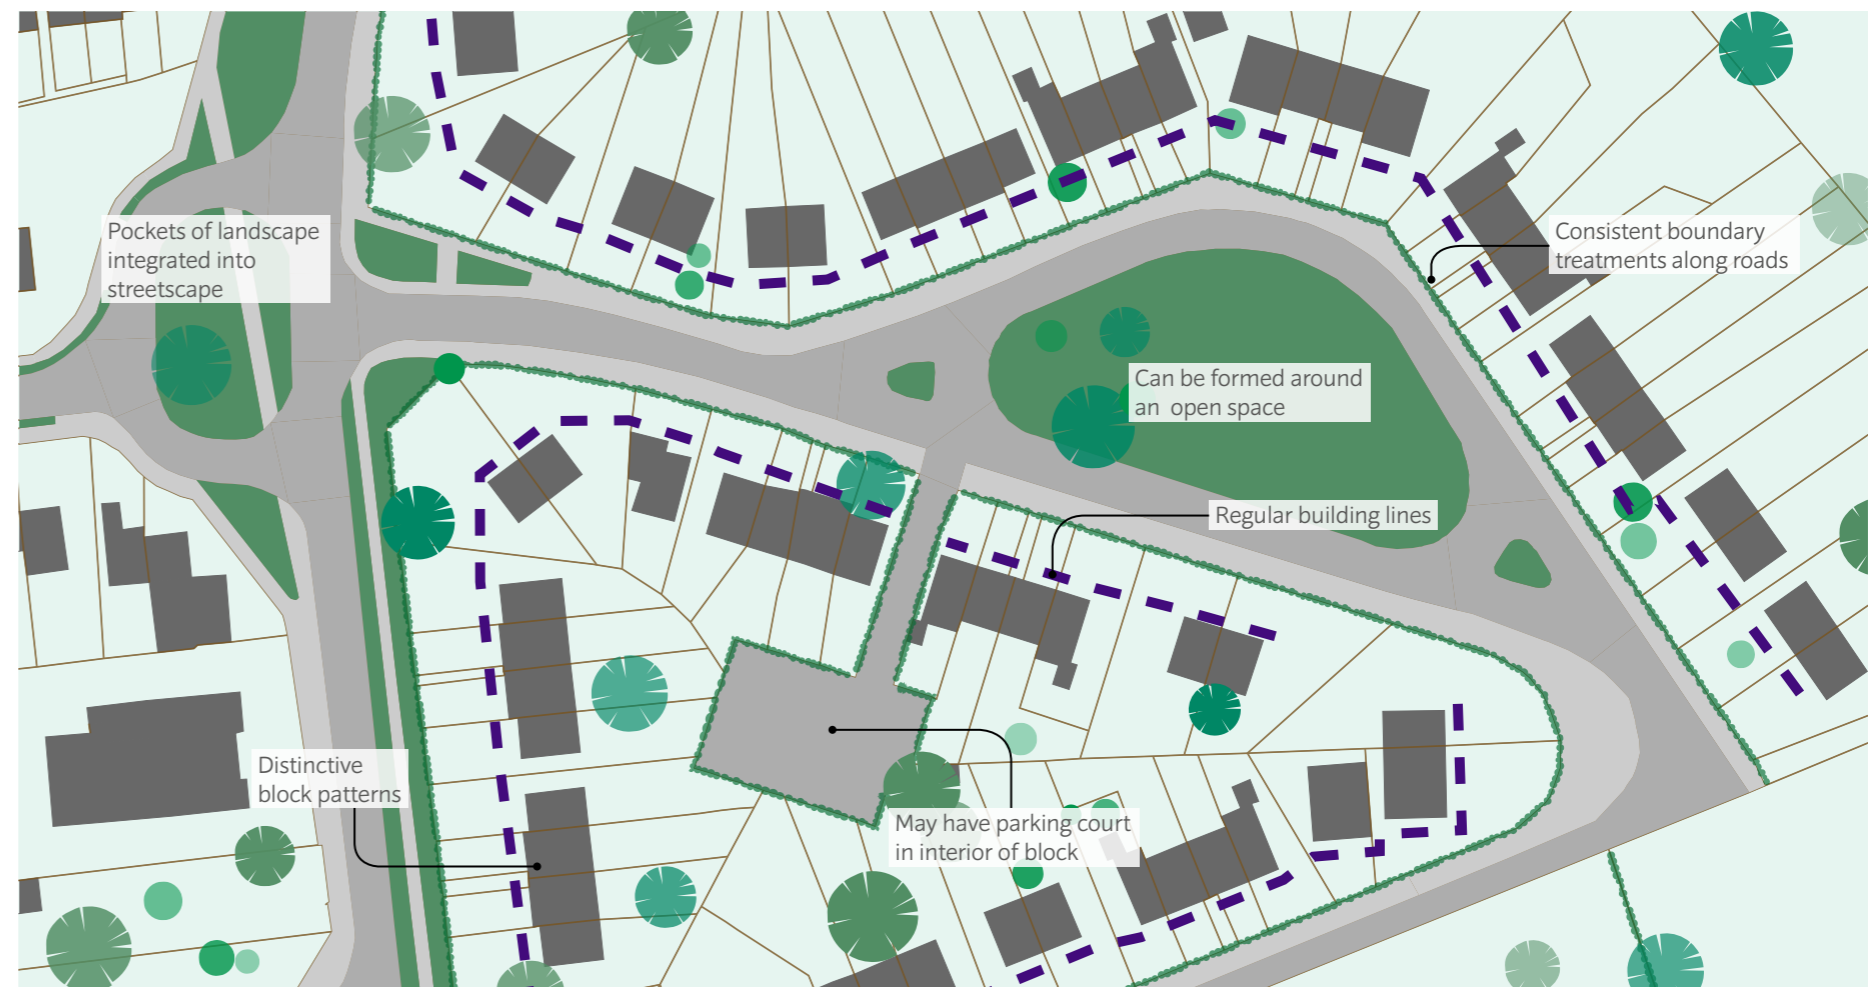 Pockets of landscape
integrated into
streetscape
Consistent boundary
treatments along roads
Can be formed around
an open space
Regular building lines
Distinctive
block patterns
May have parking court
in interior of block